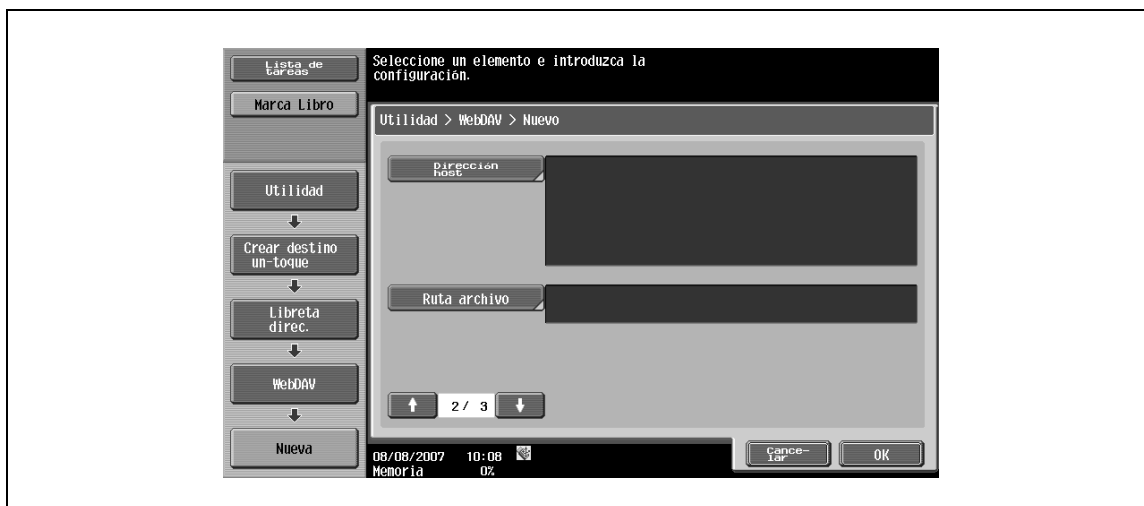 Lista de
tareas
Marca Libro
Utilidad
Crear destino
un-toque
Libreta
direc.
WebDAV
Nueva
Seleccione un elemento e introduzca la
configuración.
Utilidad > WebDAV > Nuevo
Dirección
host
Ruta archivo
2/ 3
08/08/2007 10:08
Memoria 0%
Cance-
lar
OK